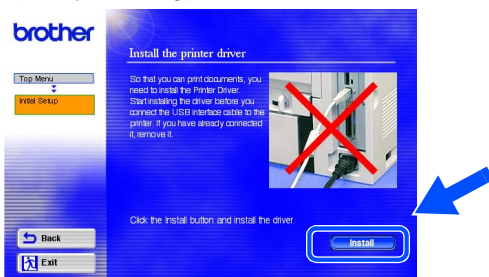 brother
Install the printer driver
Top Menu
Initial Setup
So that you can print documents, you
need to install the Printer Driver.
Start installing the driver before you
connect the USB interface cable to the
printer. If you have already connected
it, remove it.
Click the Install button and install the driver.
Install
Back
Exit